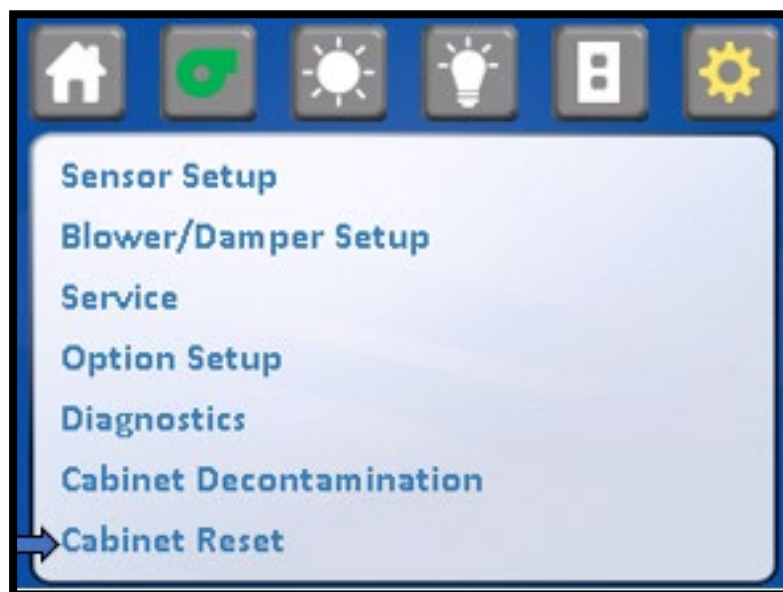 Sensor Setup
Blower/Damper Setup
Service
Option Setup
Diagnostics
Cabinet Decontamination
Cabinet Reset